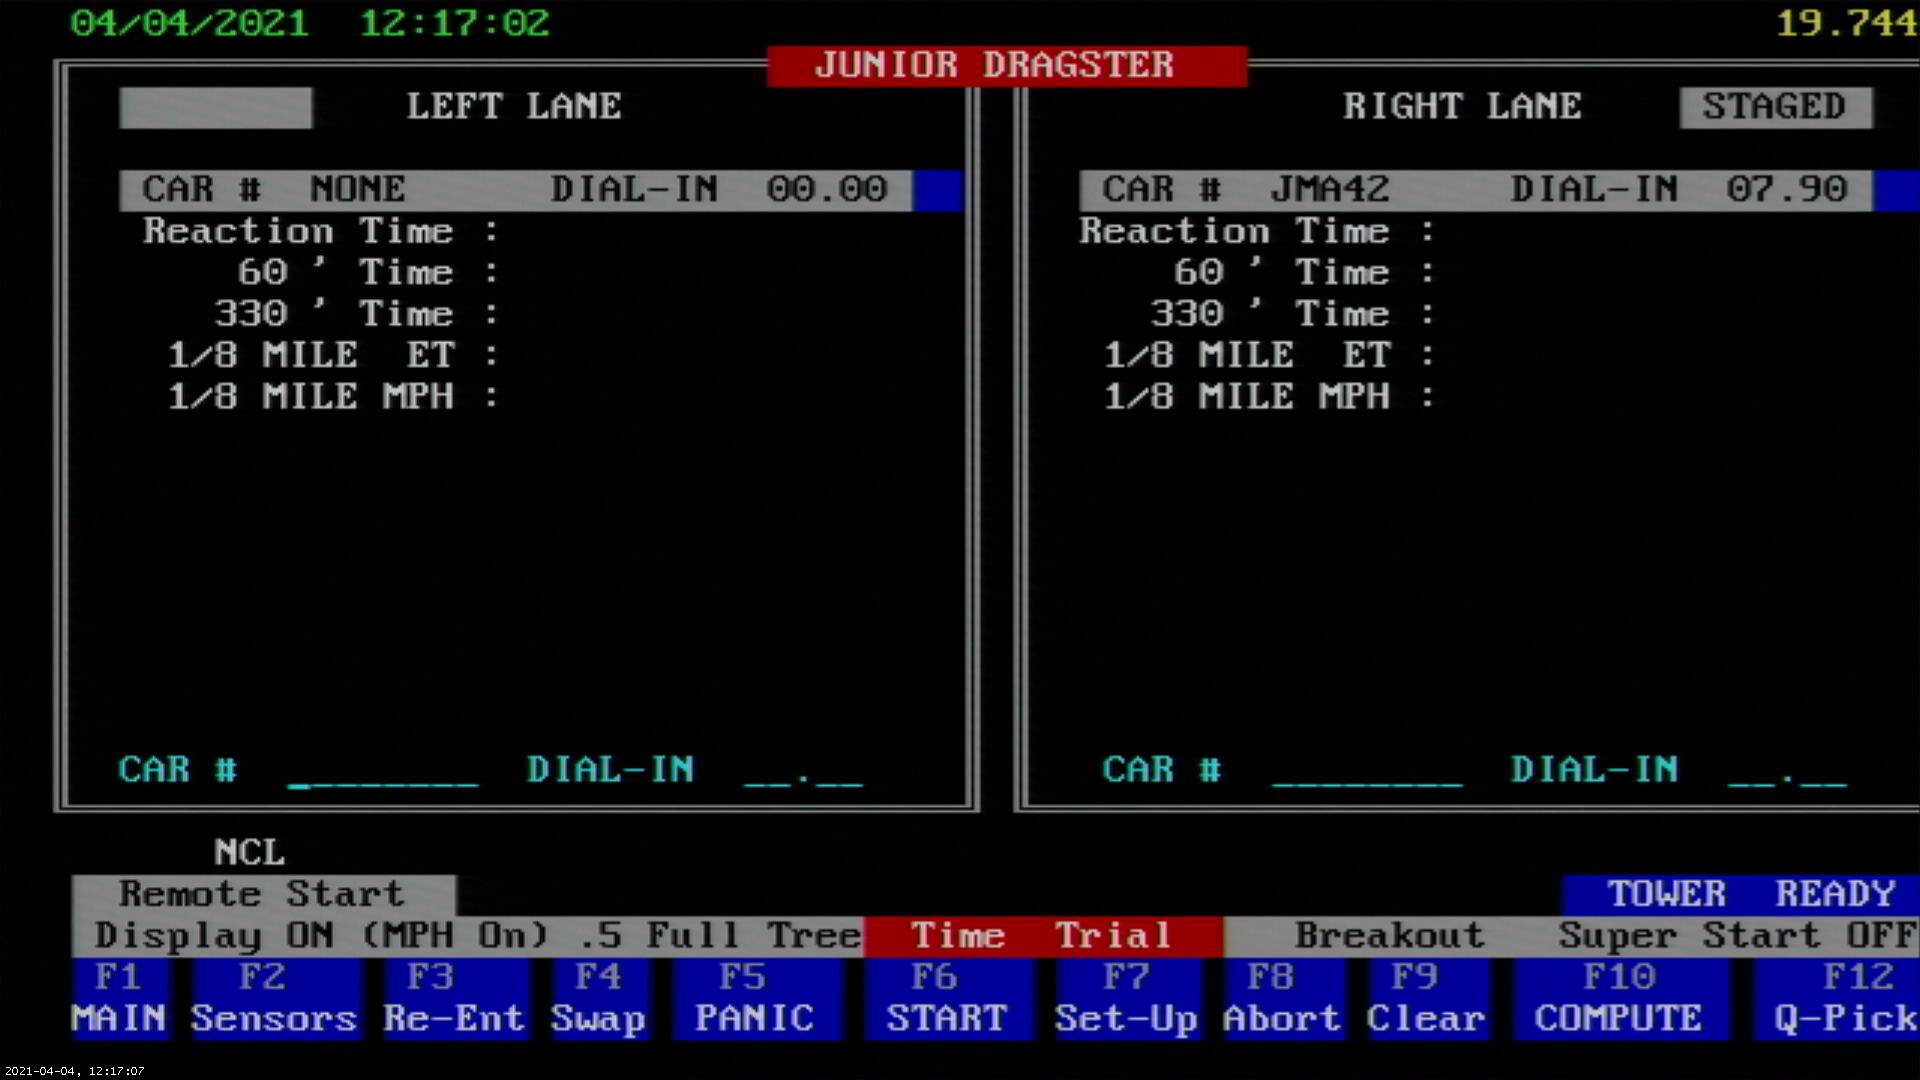 04/04/2021 12:17:02 19.744
JUNIOR DRAGSTER
LEFT LANE
CAR # NONE DIAL-IN 00.00
Reaction Time :
60 ' Time :
330 ' Time :
1/8 MILE ET :
1/8 MILE MPH :
CAR # ________ DIAL-IN __.__
RIGHT LANE STAGED
CAR # JMA42 DIAL-IN 07.90
Reaction Time :
60 ' Time :
330 ' Time :
1/8 MILE ET :
1/8 MILE MPH :
CAR # ________ DIAL-IN __.__
NCL
Remote Start TOWER READY
Display ON (MPH On) .5 Full Tree Time Trial Breakout Super Start OFF
F1 F2 F3 F4 F5 F6 F7 F8 F9 F10 F12
MAIN Sensors Re-Ent Swap PANIC START Set-Up Abort Clear COMPUTE Q-Pick
2021-04-04, 12:17:07